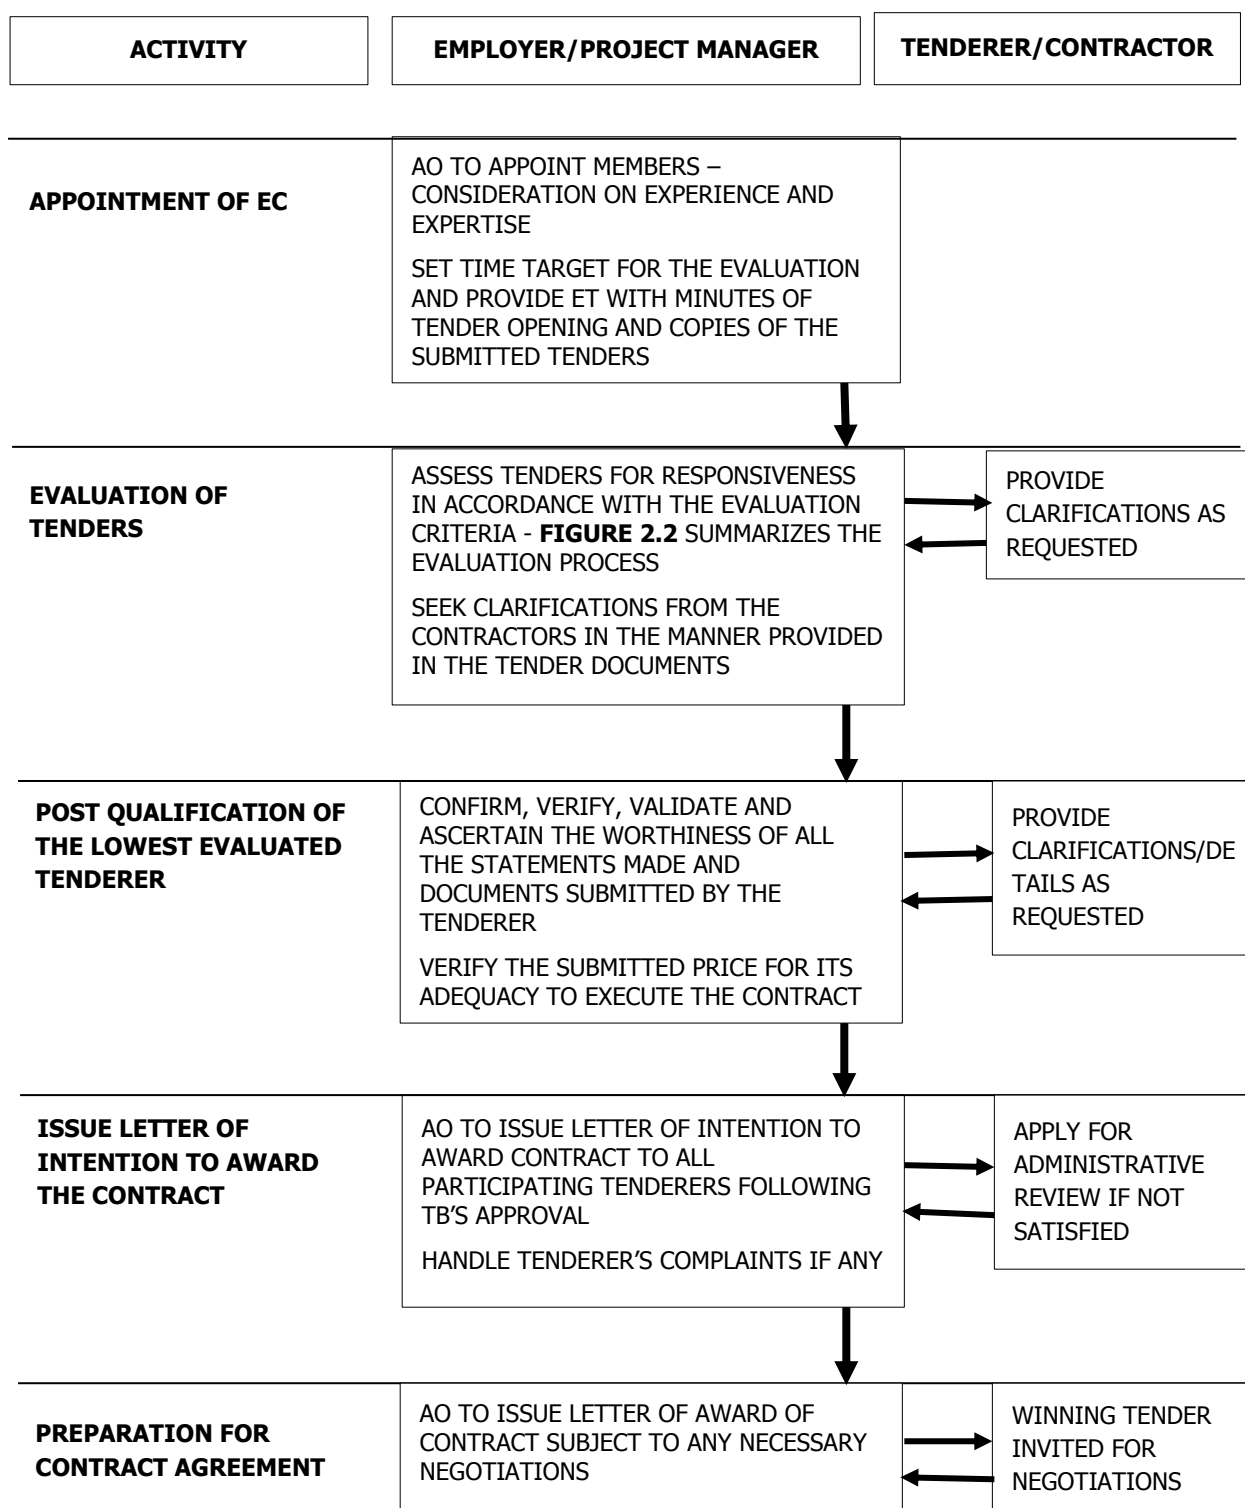 ACTIVITY
EMPLOYER/PROJECT MANAGER
TENDERER/CONTRACTOR
APPOINTMENT OF EC
AO TO APPOINT MEMBERS –
CONSIDERATION ON EXPERIENCE AND
EXPERTISE
SET TIME TARGET FOR THE EVALUATION
AND PROVIDE ET WITH MINUTES OF
TENDER OPENING AND COPIES OF THE
SUBMITTED TENDERS
EVALUATION OF
TENDERS
ASSESS TENDERS FOR RESPONSIVENESS
IN ACCORDANCE WITH THE EVALUATION
CRITERIA - FIGURE 2.2 SUMMARIZES THE
EVALUATION PROCESS
SEEK CLARIFICATIONS FROM THE
CONTRACTORS IN THE MANNER PROVIDED
IN THE TENDER DOCUMENTS
PROVIDE
CLARIFICATIONS AS
REQUESTED
POST QUALIFICATION OF
THE LOWEST EVALUATED
TENDERER
CONFIRM, VERIFY, VALIDATE AND
ASCERTAIN THE WORTHINESS OF ALL
THE STATEMENTS MADE AND
DOCUMENTS SUBMITTED BY THE
TENDERER
VERIFY THE SUBMITTED PRICE FOR ITS
ADEQUACY TO EXECUTE THE CONTRACT
PROVIDE
CLARIFICATIONS/DE
TAILS AS
REQUESTED
ISSUE LETTER OF
INTENTION TO AWARD
THE CONTRACT
AO TO ISSUE LETTER OF INTENTION TO
AWARD CONTRACT TO ALL
PARTICIPATING TENDERERS FOLLOWING
TB'S APPROVAL
HANDLE TENDERER'S COMPLAINTS IF ANY
APPLY FOR
ADMINISTRATIVE
REVIEW IF NOT
SATISFIED
PREPARATION FOR
CONTRACT AGREEMENT
AO TO ISSUE LETTER OF AWARD OF
CONTRACT SUBJECT TO ANY NECESSARY
NEGOTIATIONS
WINNING TENDER
INVITED FOR
NEGOTIATIONS